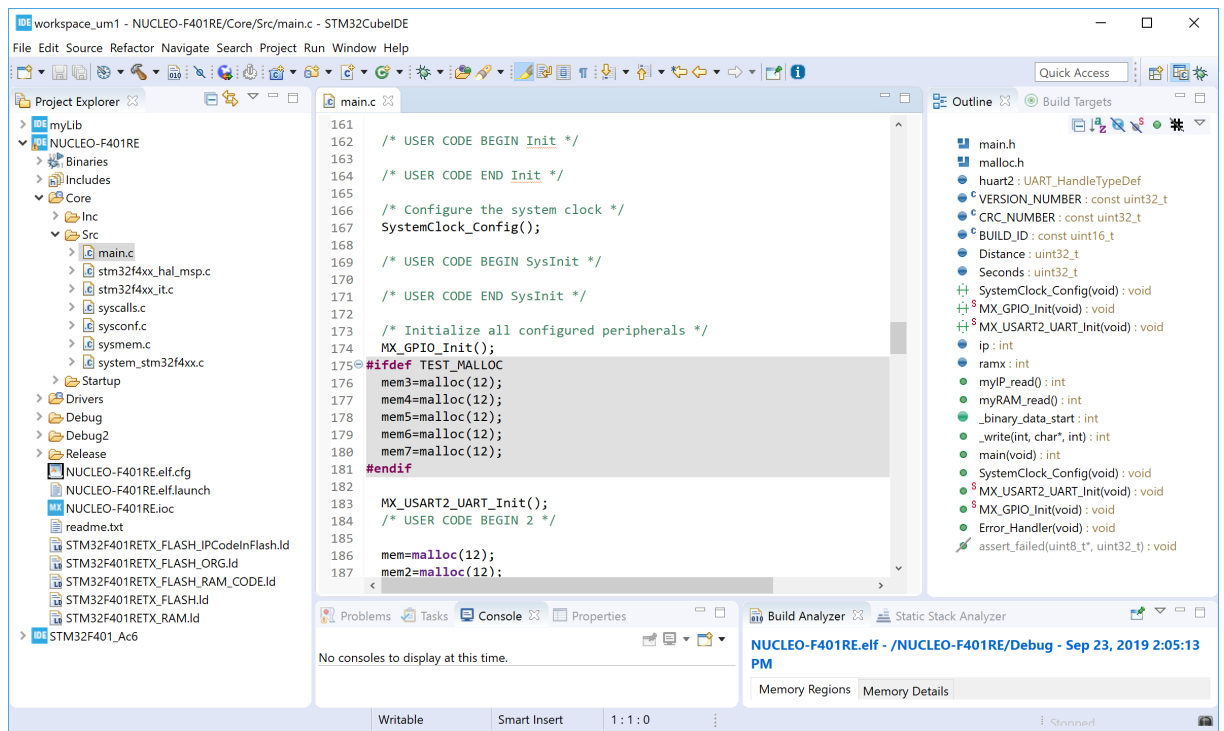 IDE workspace_um1 - NUCLEO-F401RE/Core/Src/main.c - STM32CubeIDE
File Edit Source Refactor Navigate Search Project Run Window Help
Quick Access
Project Explorer
myLib
NUCLEO-F401RE
Binaries
Includes
Core
Inc
Src
main.c
stm32f4xx_hal_msp.c
stm32f4xx_it.c
syscalls.c
sysconf.c
sysmem.c
system_stm32f4xx.c
Startup
Drivers
Debug
Debug2
Release
NUCLEO-F401RE.elf.cfg
NUCLEO-F401RE.elf.launch
MX NUCLEO-F401RE.ioc
readme.txt
STM32F401RETX_FLASH_IPCodeInFlash.ld
STM32F401RETX_FLASH_ORG.ld
STM32F401RETX_FLASH_RAM_CODE.ld
STM32F401RETX_FLASH.ld
STM32F401RETX_RAM.ld
STM32F401_Ac6
main.c
161
162 /* USER CODE BEGIN Init */
163
164 /* USER CODE END Init */
165
166 /* Configure the system clock */
167 SystemClock_Config();
168
169 /* USER CODE BEGIN SysInit */
170
171 /* USER CODE END SysInit */
172
173 /* Initialize all configured peripherals */
174 MX_GPIO_Init();
175 #ifdef TEST_MALLOC
176 mem3=malloc(12);
177 mem4=malloc(12);
178 mem5=malloc(12);
179 mem6=malloc(12);
180 mem7=malloc(12);
181 #endif
182
183 MX_USART2_UART_Init();
184 /* USER CODE BEGIN 2 */
185
186 mem=malloc(12);
187 mem2=malloc(12);
Outline Build Targets
main.h
malloc.h
huart2 : UART_HandleTypeDef
VERSION_NUMBER : const uint32_t
CRC_NUMBER : const uint32_t
BUILD_ID : const uint16_t
Distance : uint32_t
Seconds : uint32_t
SystemClock_Config(void) : void
MX_GPIO_Init(void) : void
MX_USART2_UART_Init(void) : void
ip : int
ramx : int
myIP_read() : int
myRAM_read() : int
_binary_data_start : int
_write(int, char*, int) : int
main(void) : int
SystemClock_Config(void) : void
MX_USART2_UART_Init(void) : void
MX_GPIO_Init(void) : void
Error_Handler(void) : void
assert_failed(uint8_t*, uint32_t) : void
Problems Tasks Console Properties
No consoles to display at this time.
Build Analyzer Static Stack Analyzer
NUCLEO-F401RE.elf - /NUCLEO-F401RE/Debug - Sep 23, 2019 2:05:13
PM
Memory Regions Memory Details
Writable Smart Insert 1 : 1 : 0 Stopped